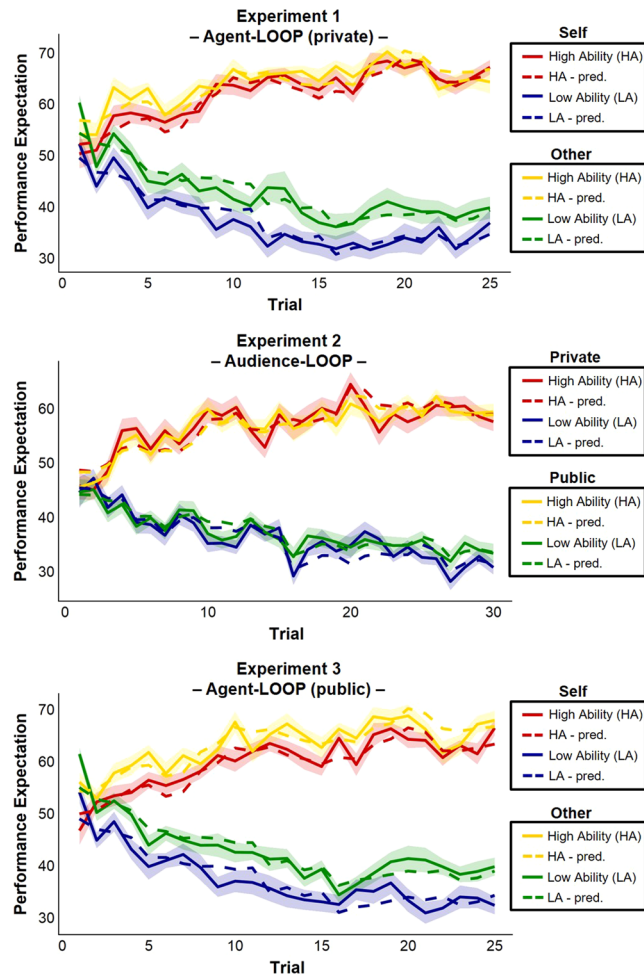 Experiment 1
– Agent-LOOP (private) –
Performance Expectation
70
60
50
40
30
0
5
10
15
20
25
Trial
Self
High Ability (HA)
HA - pred.
Low Ability (LA)
LA - pred.
Other
High Ability (HA)
HA - pred.
Low Ability (LA)
LA - pred.
Experiment 2
– Audience-LOOP –
Performance Expectation
60
50
40
30
0
10
20
30
Trial
Private
High Ability (HA)
HA - pred.
Low Ability (LA)
LA - pred.
Public
High Ability (HA)
HA - pred.
Low Ability (LA)
LA - pred.
Experiment 3
– Agent-LOOP (public) –
Performance Expectation
70
60
50
40
30
0
5
10
15
20
25
Trial
Self
High Ability (HA)
HA - pred.
Low Ability (LA)
LA - pred.
Other
High Ability (HA)
HA - pred.
Low Ability (LA)
LA - pred.